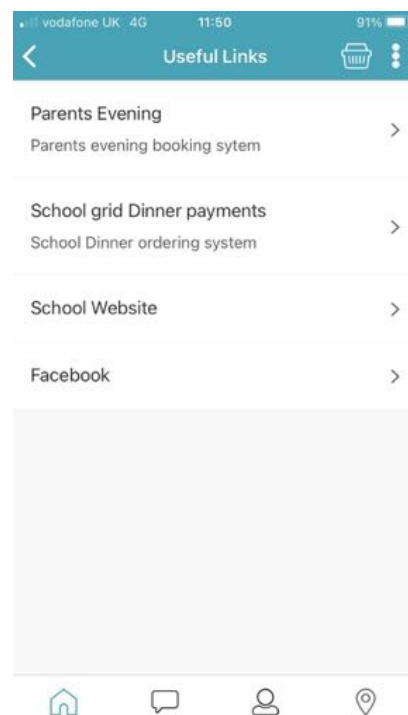 vodafone UK 4G 11:50 91%
Useful Links
Parents Evening
Parents evening booking sytem
School grid Dinner payments
School Dinner ordering system
School Website
Facebook